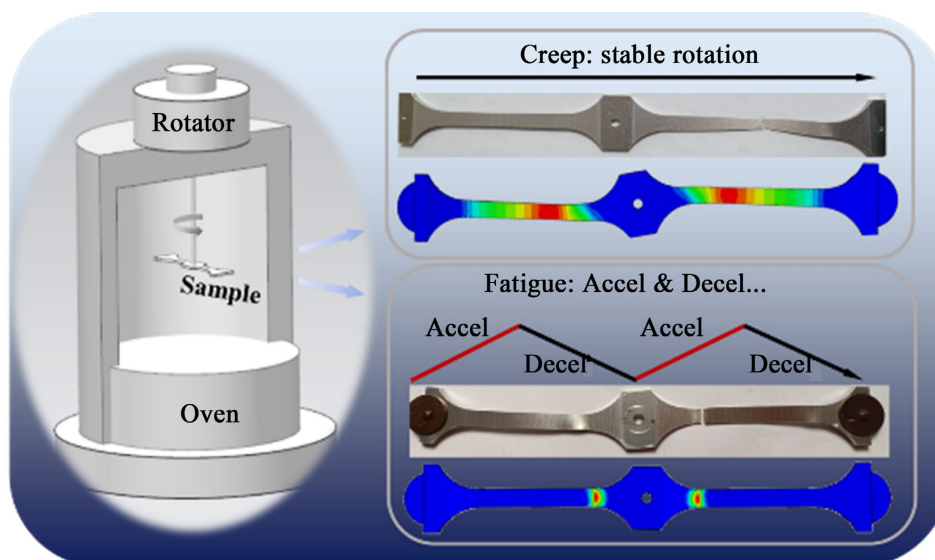 Rotator
Sample
Oven
Creep: stable rotation
Fatigue: Accel & Decel...
Accel
Decel
Accel
Decel